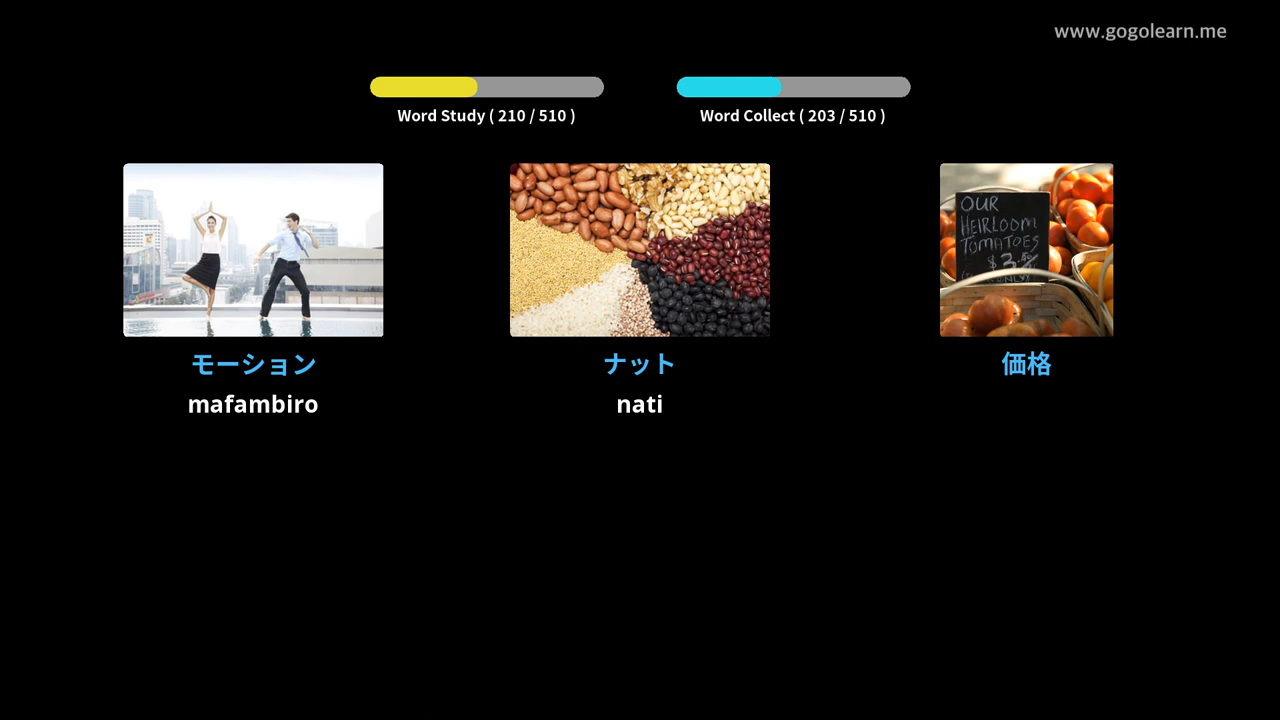 www.gogolearn.me
Word Study ( 210 / 510 )
Word Collect ( 203 / 510 )
OUR
HEIRLOOM
TOMATOES
モーション
ナット
価格
mafambiro
nati